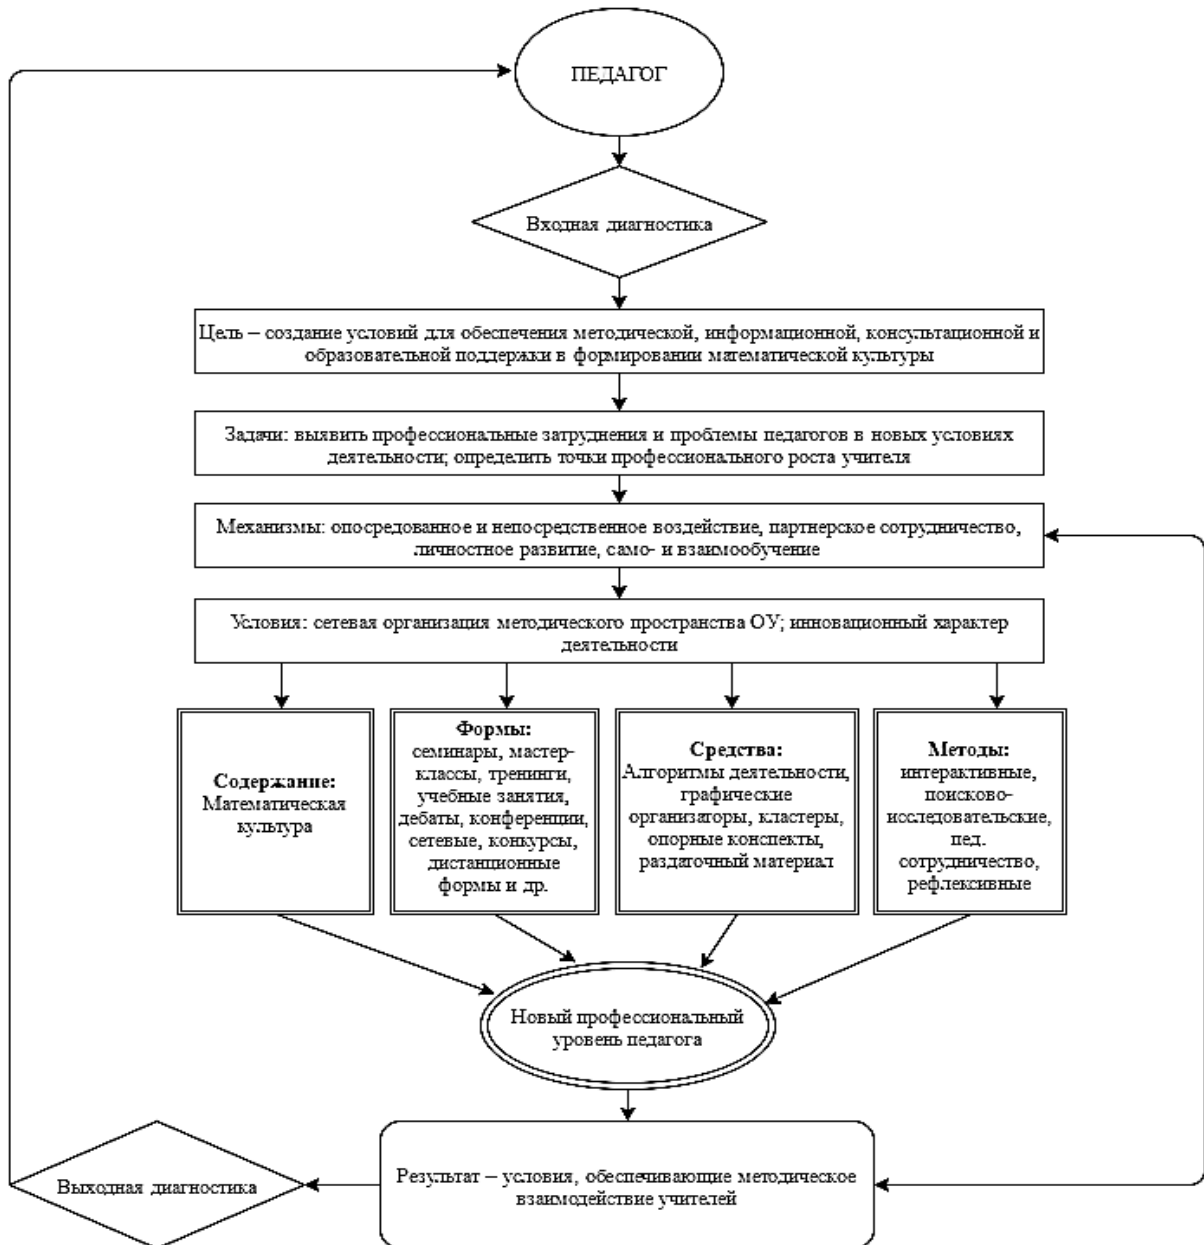 ПЕДАГОГ
Входная диагностика
Цель – создание условий для обеспечения методической, информационной, консультационной и
образовательной поддержки в формировании математической культуры
Задачи: выявить профессиональные затруднения и проблемы педагогов в новых условиях
деятельности; определить точки профессионального роста учителя
Механизмы: опосредованное и непосредственное воздействие, партнерское сотрудничество,
личностное развитие, само- и взаимообучение
Условия: сетевая организация методического пространства ОУ; инновационный характер
деятельности
Содержание:
Математическая
культура
Формы:
семинары, мастер-
классы, тренинги,
учебные занятия,
дебаты, конференции,
сетевые, конкурсы,
дистанционные
формы и др.
Средства:
Алгоритмы деятельности,
графические
организаторы, кластеры,
опорные конспекты,
раздаточный материал
Методы:
интерактивные,
поисково-
исследовательские,
пед.
сотрудничество,
рефлексивные
Новый профессиональный
уровень педагога
Результат – условия, обеспечивающие методическое
взаимодействие учителей
Выходная диагностика